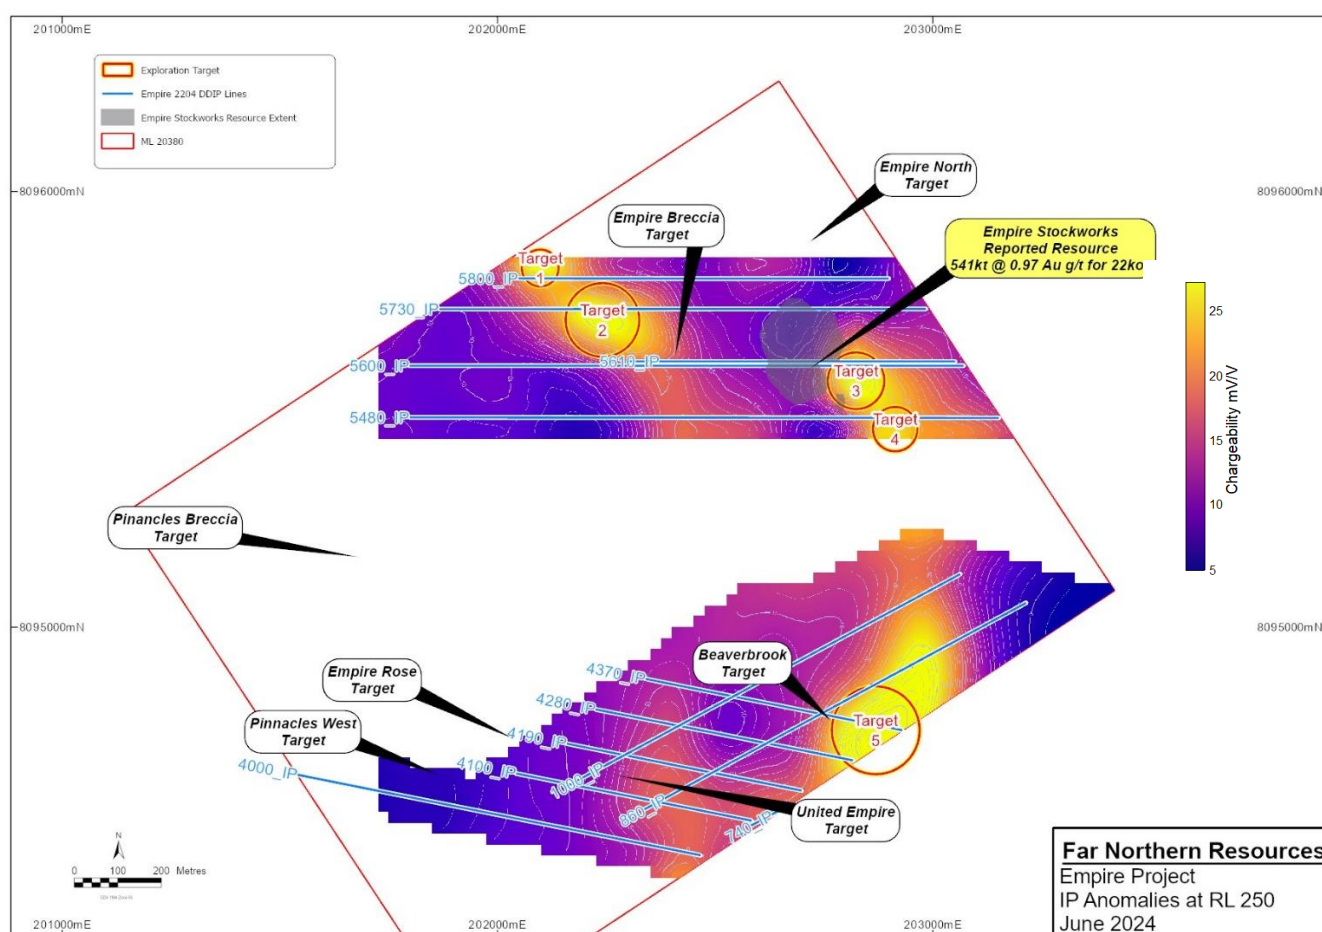 201000mE
202000mE
203000mE
Exploration Target
Empire 2204 DDIP Lines
Empire Stockworks Resource Extent
ML 20380
8096000mN
8096000mN
Empire North
Target
Empire Breccia
Target
Empire Stockworks
Reported Resource
541kt @ 0.97 Au g/t for 22ko
Target
1
5800_IP
5730_IP
Target
2
5600_IP
5610_IP
Target
3
5480_IP
Target
4
25
20
15
10
5
Chargeability mV/V
Pinancles Breccia
Target
8095000mN
8095000mN
Empire Rose
Target
Beaverbrook
Target
4370_IP
4280_IP
Pinnacles West
Target
4190_IP
Target
5
4000_IP
4100_IP
1000_IP
860_IP
740_IP
United Empire
Target
N
0 100 200 Metres
Far Northern Resources
Empire Project
IP Anomalies at RL 250
June 2024
201000mE
202000mE
203000mE